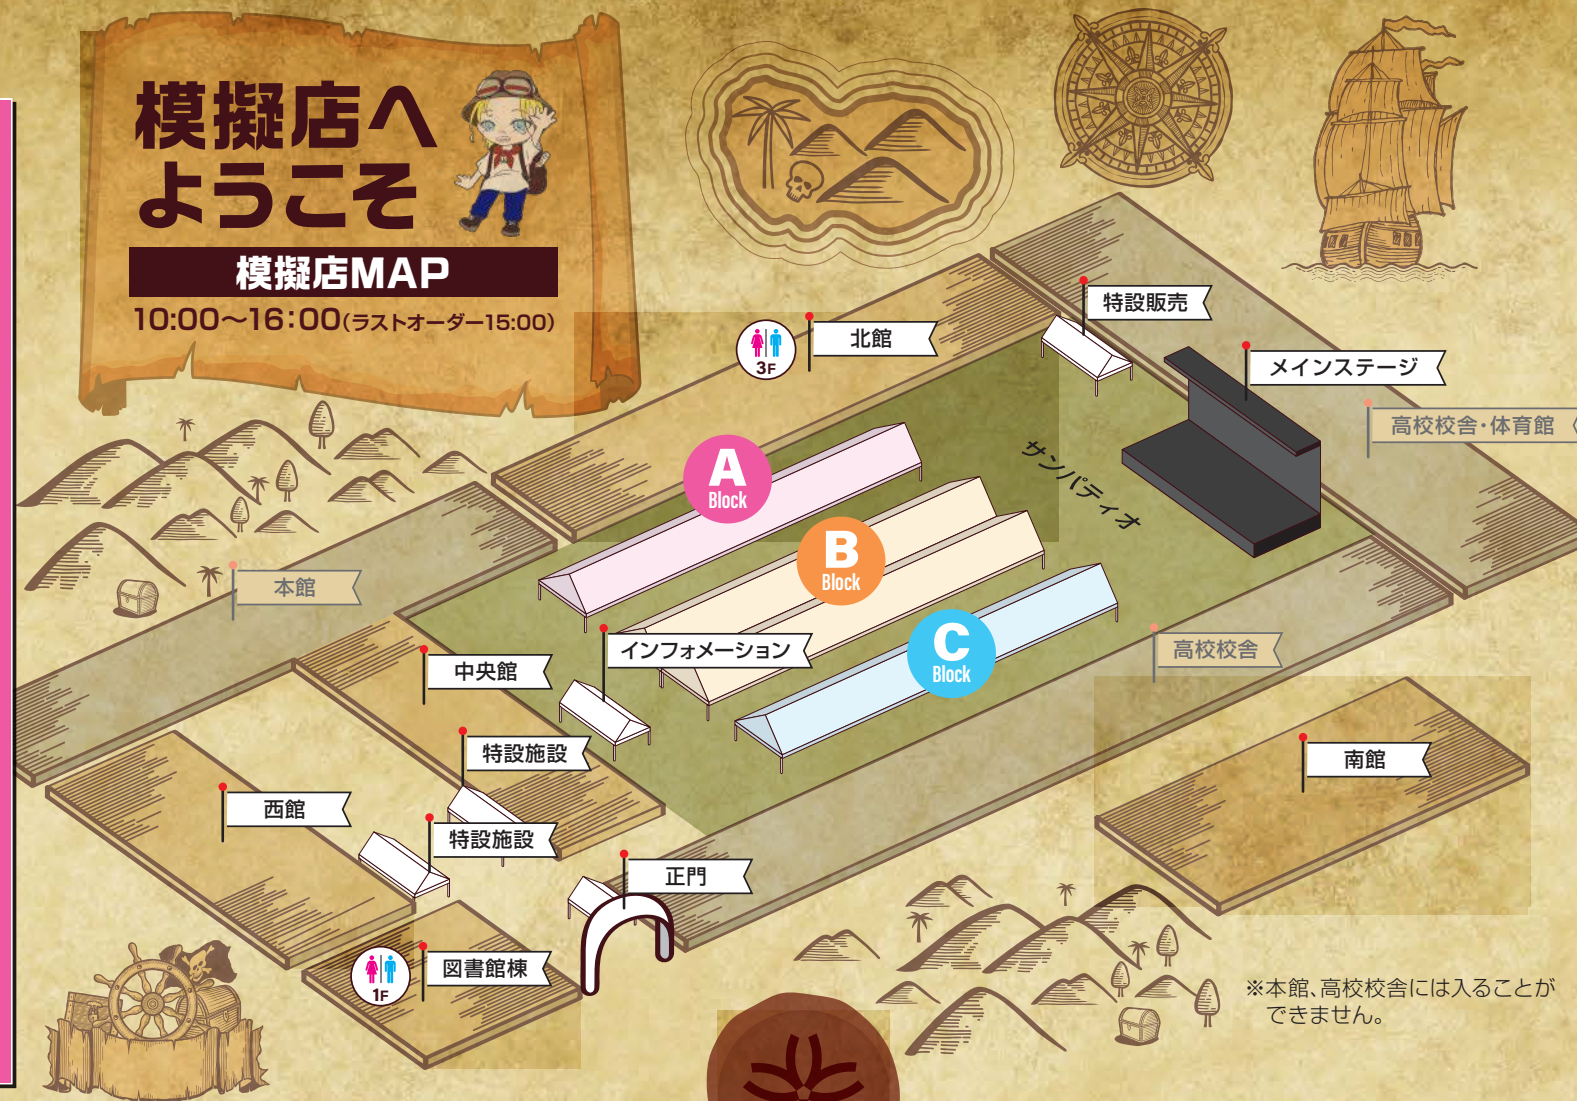 模擬店へ
ようこそ
模擬店MAP
10:00～16:00(ラストオーダー15:00)
特設販売
3F
北館
メインステージ
高校校舎・体育館
サンパティオ
A
Block
B
Block
本館
インフォメーション
C
Block
高校校舎
中央館
特設施設
南館
西館
特設施設
正門
1F
図書館棟
※本館、高校校舎には入ることが
できません。